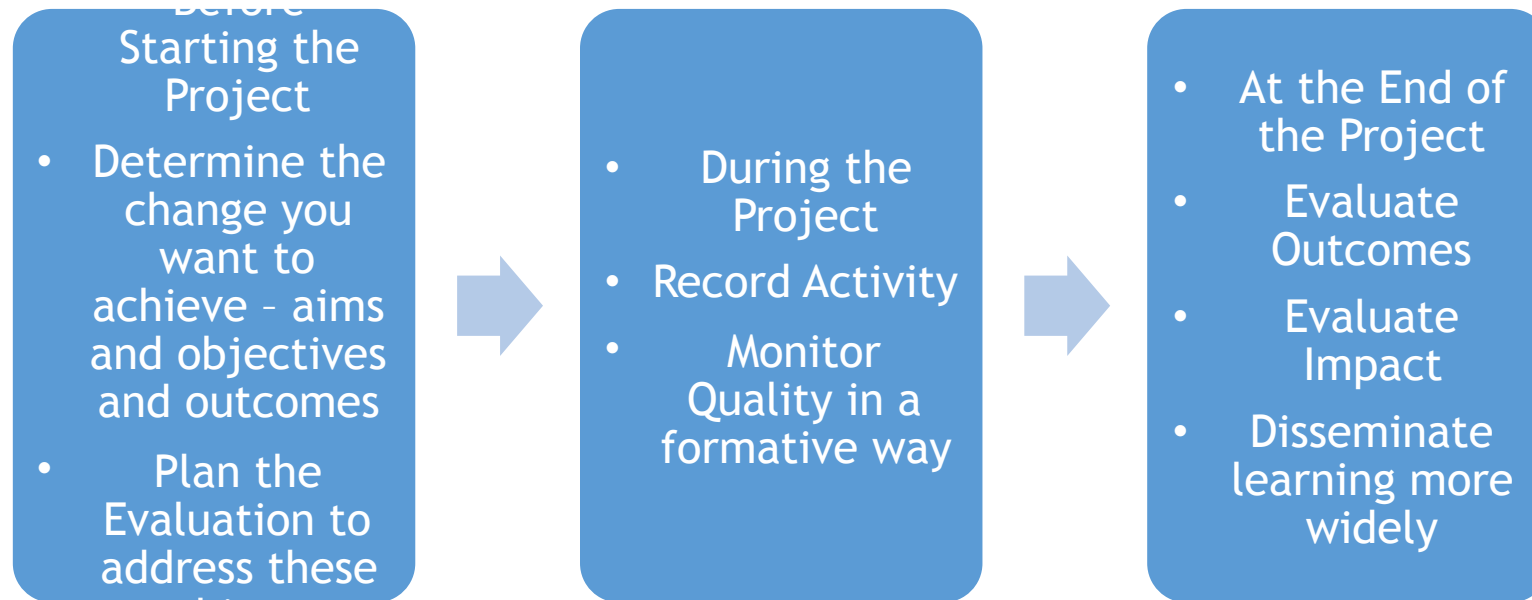 Before
Starting the
Project
• Determine the
change you
want to
achieve – aims
and objectives
and outcomes
• Plan the
Evaluation to
address these
• During the
Project
• Record Activity
• Monitor
Quality in a
formative way
• At the End of
the Project
• Evaluate
Outcomes
• Evaluate
Impact
• Disseminate
learning more
widely